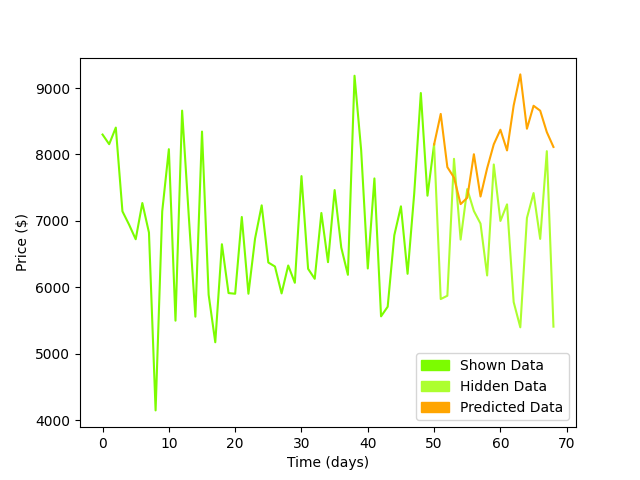 9000
8000
7000
6000
5000
4000
Price ($)
0 10 20 30 40 50 60 70
Time (days)
Shown Data
Hidden Data
Predicted Data